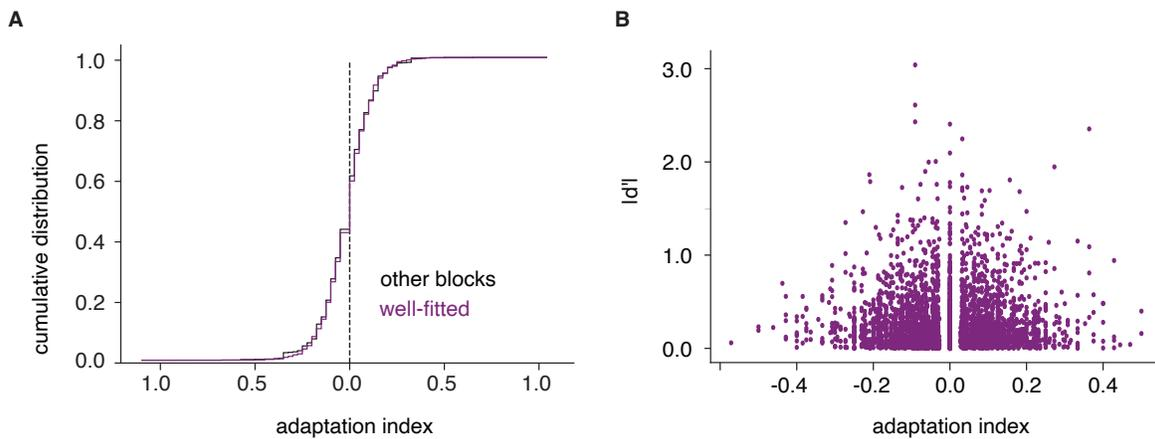 A
cumulative distribution
1.0
0.8
0.6
0.4
0.2
0.0
other blocks
well-fitted
1.0 0.5 0.0 0.5 1.0
adaptation index
B
|d'|
3.0
2.0
1.0
0.0
-0.4 -0.2 0.0 0.2 0.4
adaptation index